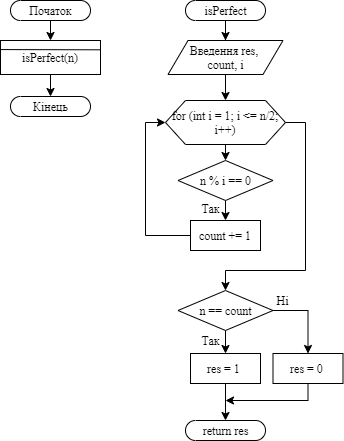 Початок
isPerfect(n)
Кінець
isPerfect
Введення res,
count, i
for (int i = 1; i <= n/2;
i++)
n % i == 0
Так
count += 1
n == count
Ні
Так
res = 1
res = 0
return res